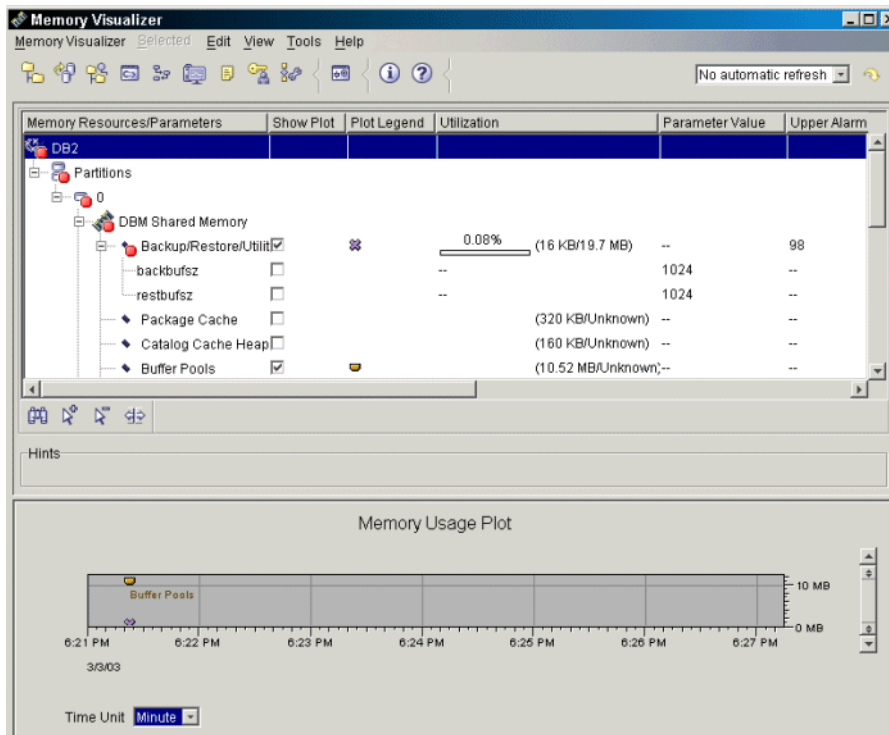 Memory Visualizer
Memory Visualizer Selected Edit View Tools Help
No automatic refresh
Memory Resources/Parameters Show Plot Plot Legend Utilization Parameter Value Upper Alarm
DB2
Partitions
0
DBM Shared Memory
Backup/Restore/Utilit 0.08% (16 KB/19.7 MB) -- 98
backbufsz -- 1024 --
restbufsz -- 1024 --
Package Cache (320 KB/Unknown) -- --
Catalog Cache Heap (160 KB/Unknown) -- --
Buffer Pools (10.52 MB/Unknown) -- --
Hints
Memory Usage Plot
10 MB
Buffer Pools
0 MB
6:21 PM 6:22 PM 6:23 PM 6:24 PM 6:25 PM 6:26 PM 6:27 PM
3/3/03
Time Unit Minute